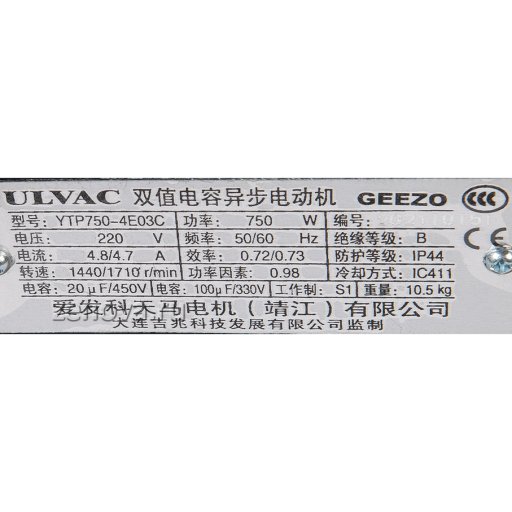 ULVAC 双值电容异步电动机 GEEZO CCC
型号: YTP750-4E03C 功率: 750 W 编号:
电压: 220 V 频率: 50/60 Hz 绝缘等级: B CE
电流: 4.8/4.7 A 效率: 0.72/0.73 防护等级: IP44
转速: 1440/1710 r/min 功率因素: 0.98 冷却方式: IC411
电容: 20μF/450V 电容: 100μF/330V 工作制: S1 重量: 10.5 kg
爱发科天马电机（靖江）有限公司
大连吉兆科技发展有限公司监制